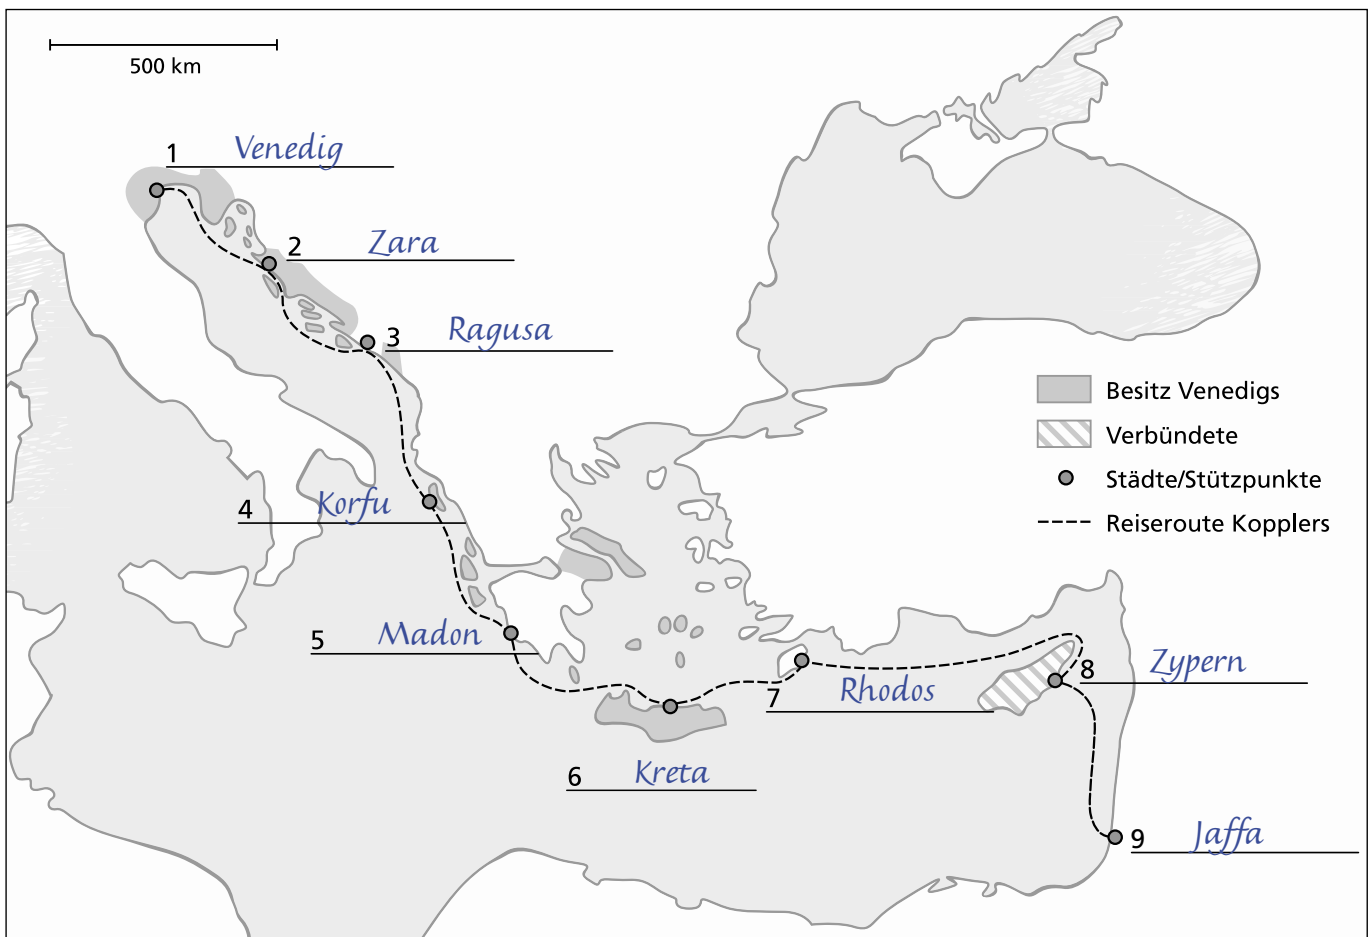 500 km
1 Venedig
2 Zara
3 Ragusa
Besitz Venedigs
Verbündete
Städte/Stützpunkte
Reiseroute Kopplers
4 Korfu
5 Madon
7 Rhodos
8 Zypern
6 Kreta
9 Jaffa